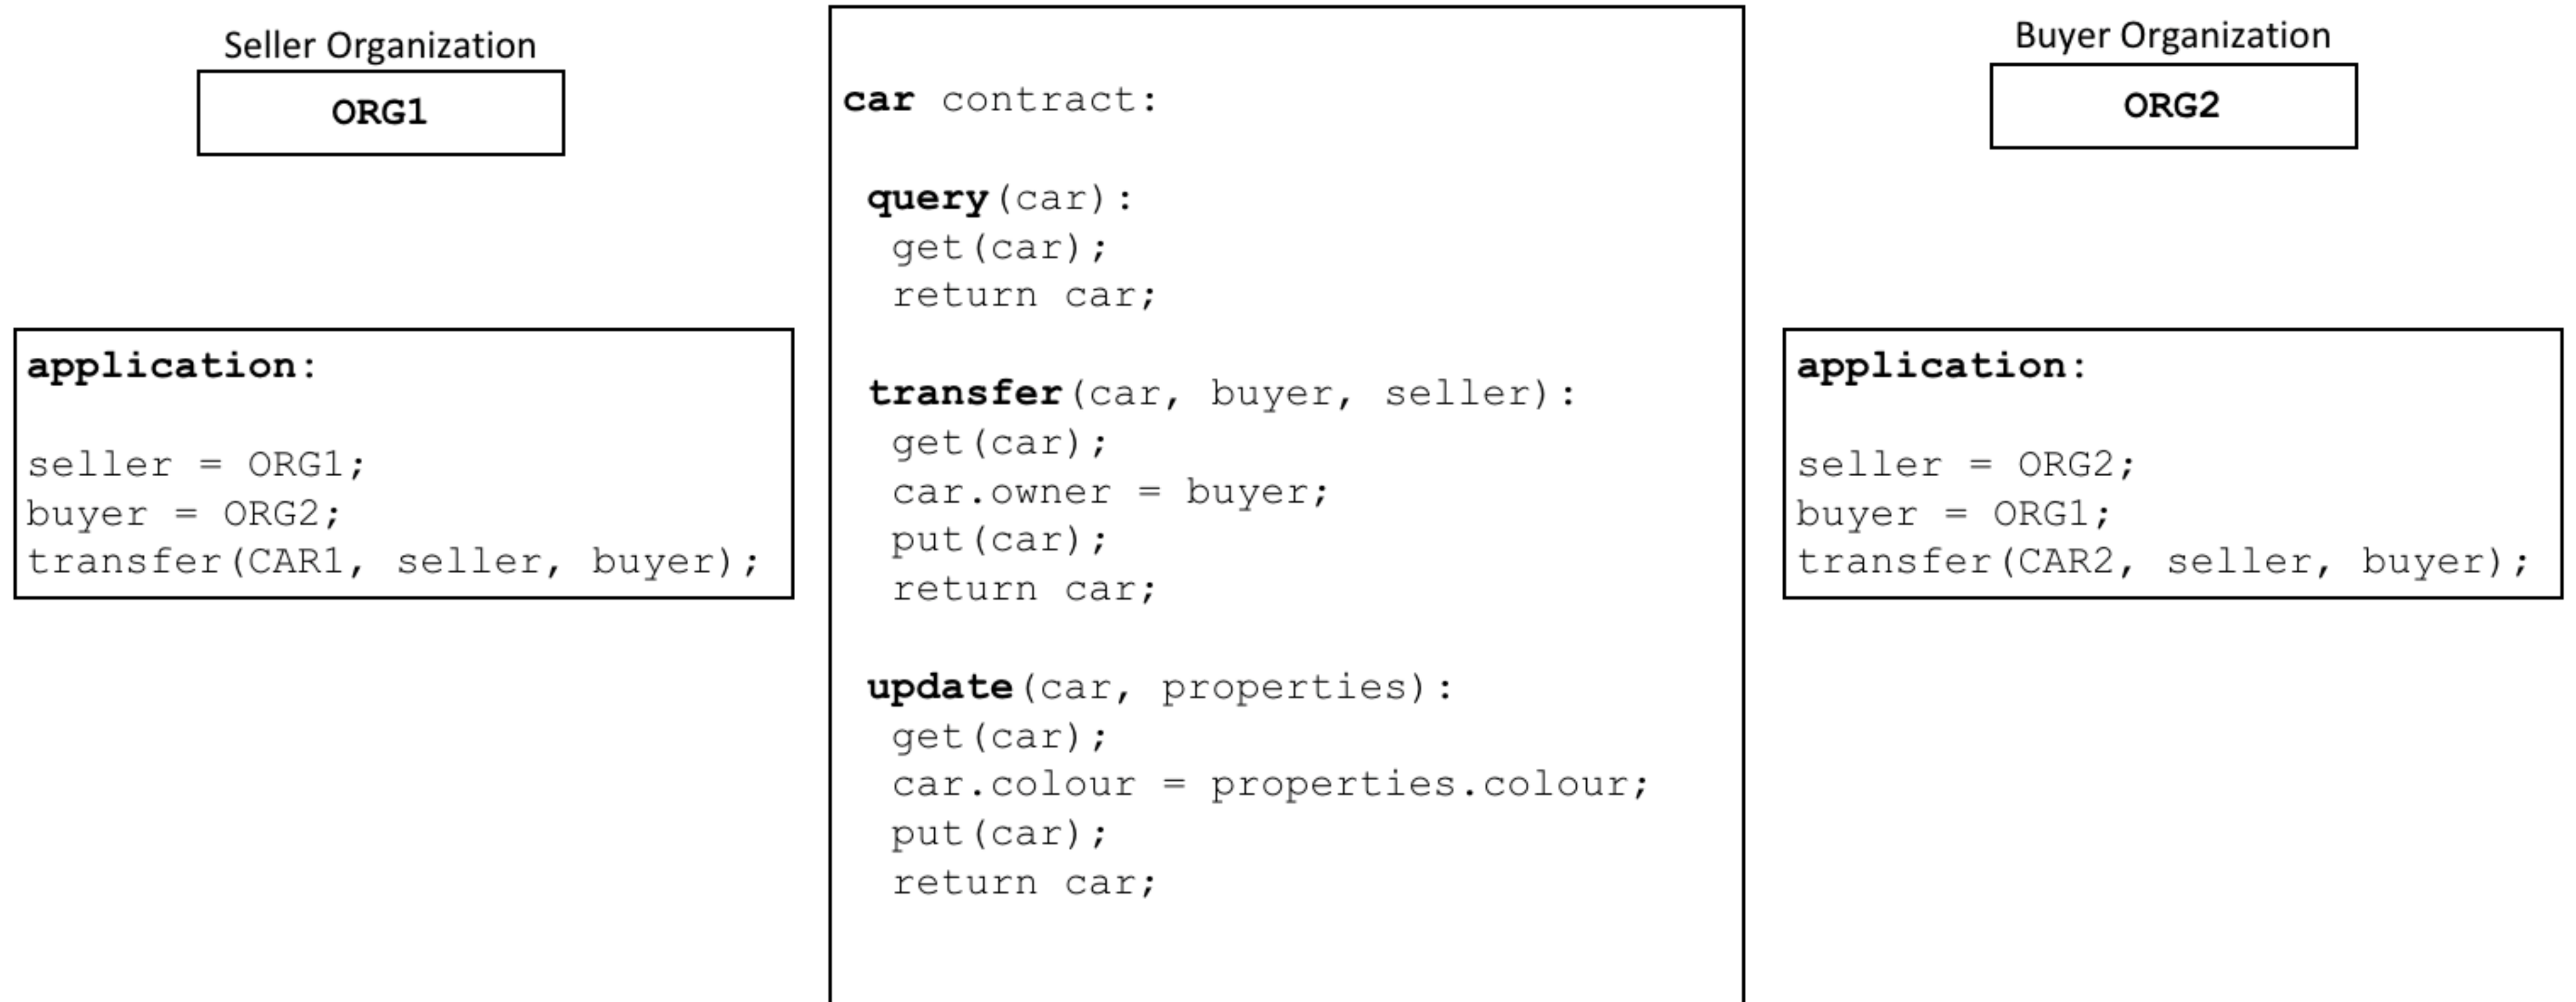 Seller Organization
ORG1
application:
seller = ORG1;
buyer = ORG2;
transfer(CAR1, seller, buyer);
car contract:
query(car):
get(car);
return car;
transfer(car, buyer, seller):
get(car);
car.owner = buyer;
put(car);
return car;
update(car, properties):
get(car);
car.colour = properties.colour;
put(car);
return car;
Buyer Organization
ORG2
application:
seller = ORG2;
buyer = ORG1;
transfer(CAR2, seller, buyer);